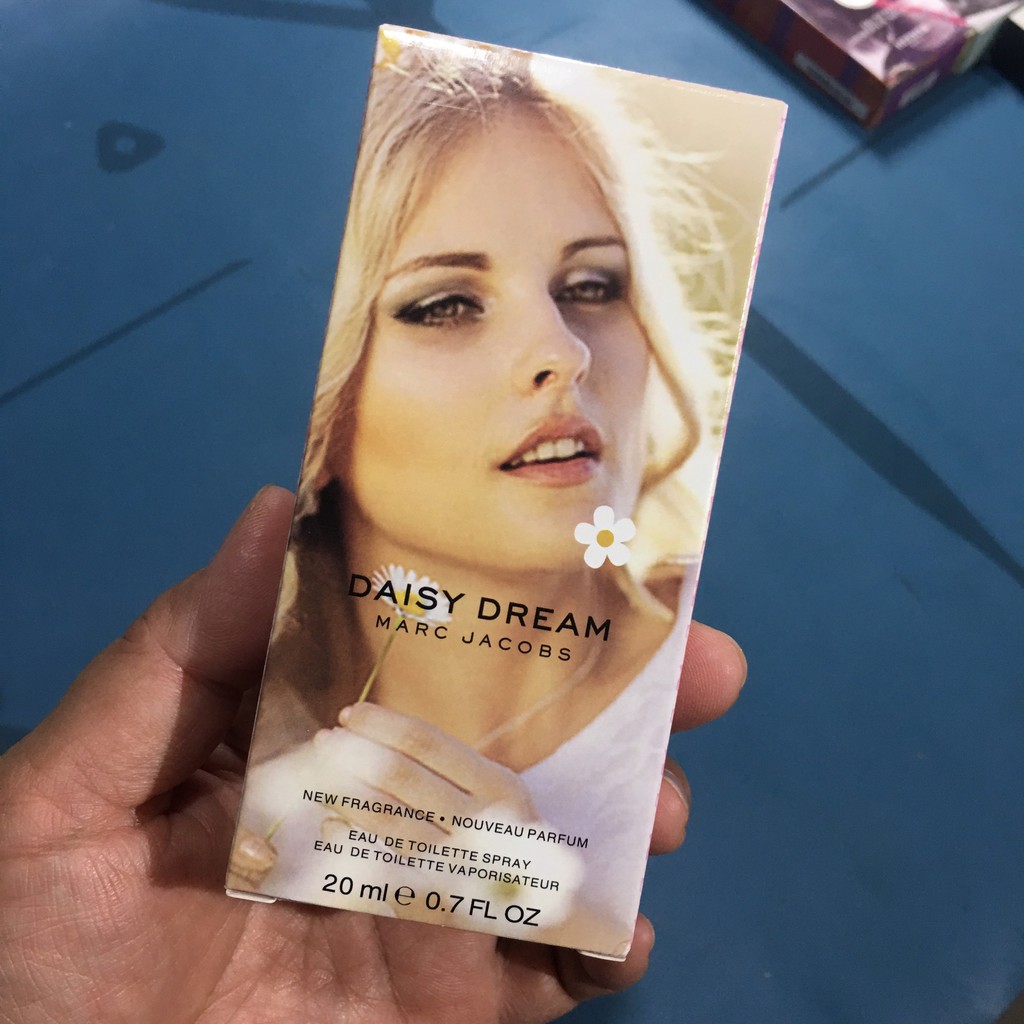 DAISY DREAM
MARC JACOBS
NEW FRAGRANCE • NOUVEAU PARFUM
EAU DE TOILETTE SPRAY
EAU DE TOILETTE VAPORISATEUR
20 ml ℮ 0.7 FL OZ